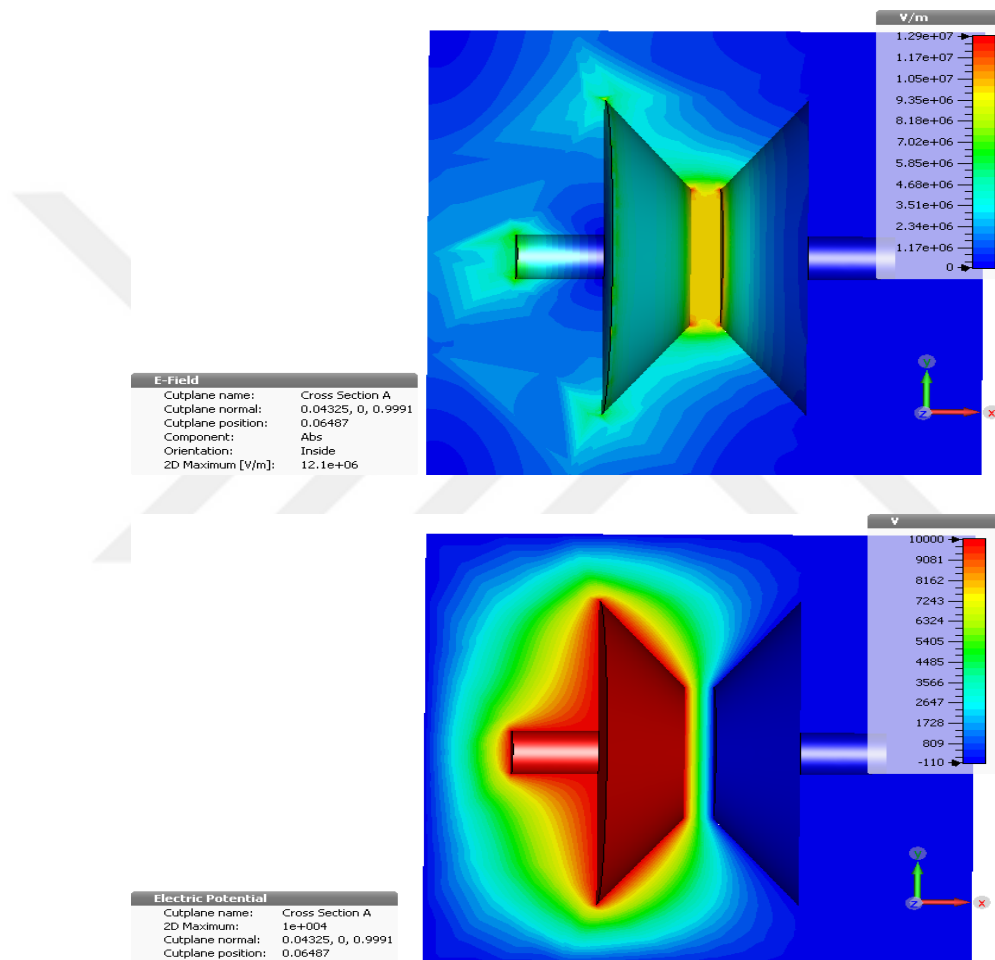 V/m
1.29e+07
1.17e+07
1.05e+07
9.35e+06
8.18e+06
7.02e+06
5.85e+06
4.68e+06
3.51e+06
2.34e+06
1.17e+06
0
y
z
x
E-Field
Cutplane name: Cross Section A
Cutplane normal: 0.04325, 0, 0.9991
Cutplane position: 0.06487
Component: Abs
Orientation: Inside
2D Maximum [V/m]: 12.1e+06
V
10000
9081
8162
7243
6324
5405
4485
3566
2647
1728
809
-110
y
z
x
Electric Potential
Cutplane name: Cross Section A
2D Maximum: 1e+004
Cutplane normal: 0.04325, 0, 0.9991
Cutplane position: 0.06487